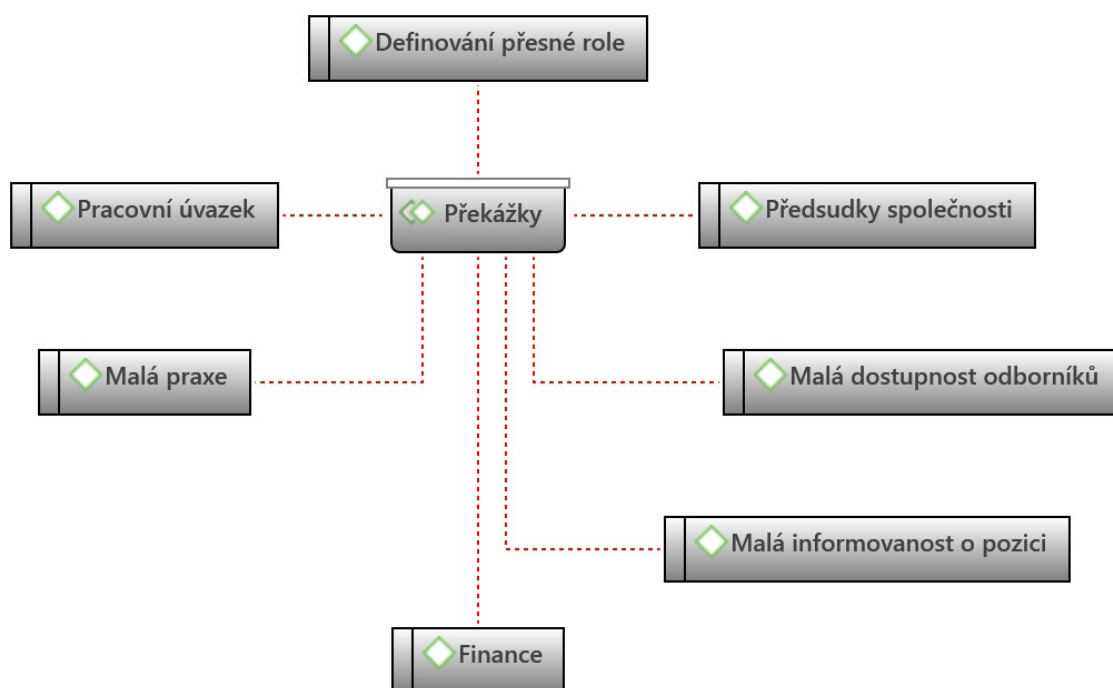 Definování přesné role
Pracovní úvazek
Překážky
Předsudky společnosti
Malá praxe
Malá dostupnost odborníků
Malá informovanost o pozici
Finance